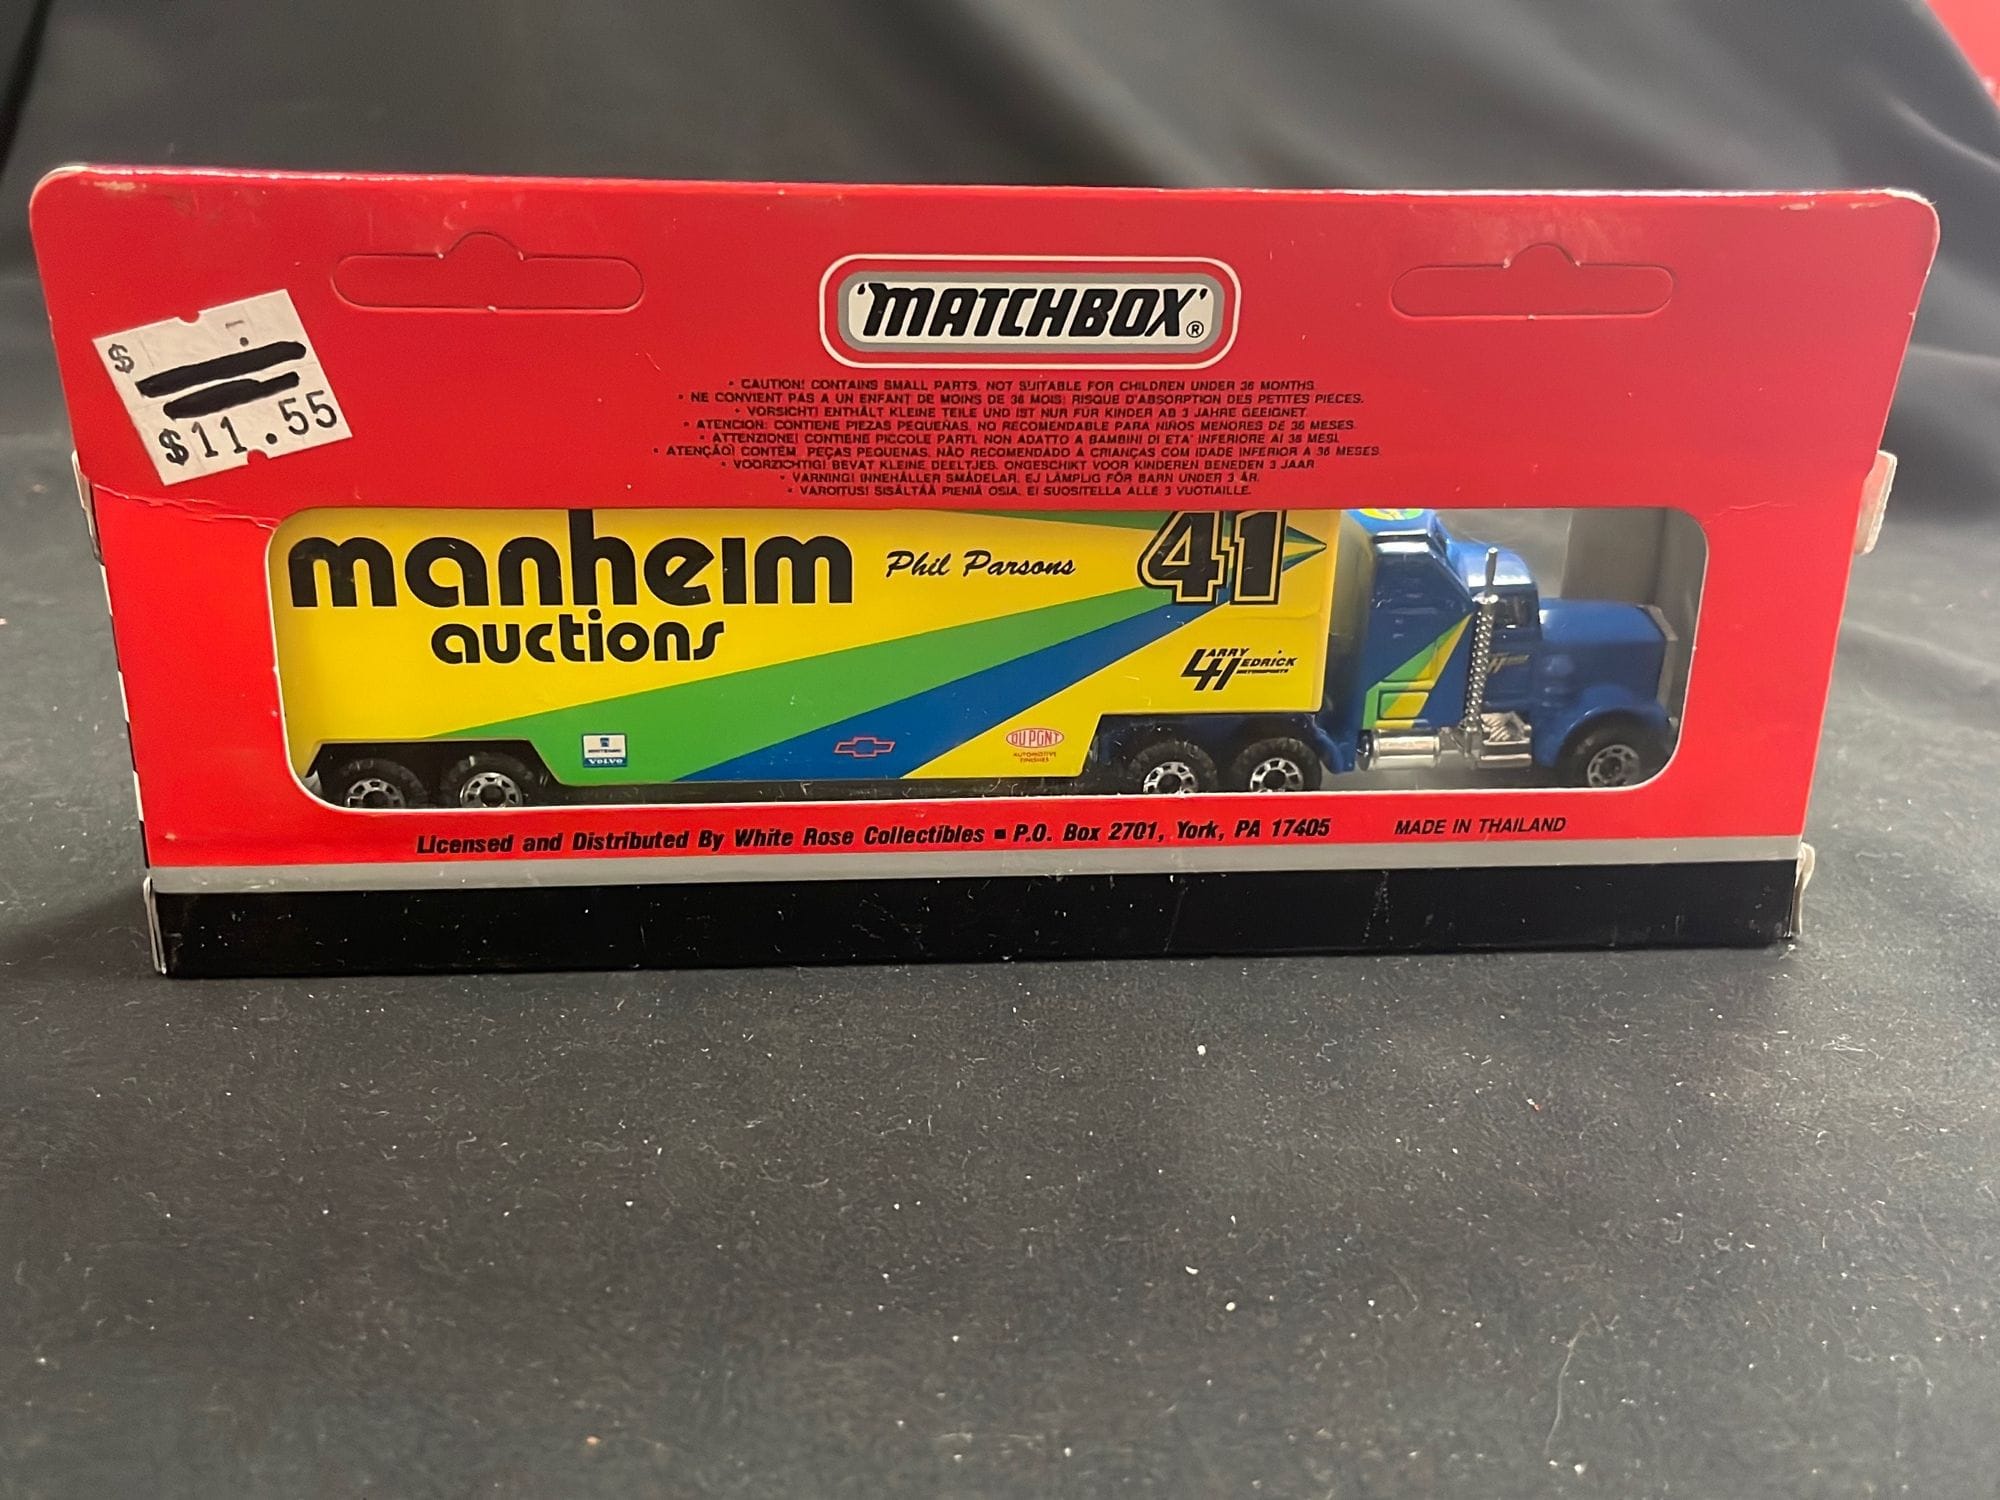 'MATCHBOX'®
$
$11.55
• CAUTION! CONTAINS SMALL PARTS. NOT SUITABLE FOR CHILDREN UNDER 36 MONTHS.
• NE CONVIENT PAS A UN ENFANT DE MOINS DE 36 MOIS; RISQUE D'ABSORPTION DES PETITES PIECES.
• VORSICHT! ENTHÄLT KLEINE TEILE UND IST NUR FÜR KINDER AB 3 JAHRE GEEIGNET.
• ATENCION: CONTIENE PIEZAS PEQUEÑAS. NO RECOMENDABLE PARA NIÑOS MENORES DE 36 MESES.
• ATTENZIONE! CONTIENE PICCOLE PARTI. NON ADATTO A BAMBINI DI ETA' INFERIORE AI 36 MESI.
• ATENÇÃO! CONTEM PEÇAS PEQUENAS. NÃO RECOMENDADO A CRIANÇAS COM IDADE INFERIOR A 36 MESES
• VOORZICHTIG! BEVAT KLEINE DEELTJES. ONGESCHIKT VOOR KINDEREN BENEDEN 3 JAAR
• VARNING! INNEHÅLLER SMÅDELAR. EJ LÄMPLIG FÖR BARN UNDER 3 ÅR.
• VAROITUS! SISÄLTÄÄ PIENIÄ OSIA. EI SUOSITELLA ALLE 3 VUOTIAILLE.
manheim
auctions
Phil Parsons
41
LARRY
HEDRICK
MOTORSPORTS
41
VOLVO
DU PONT
AUTOMOTIVE
FINISHES
Licensed and Distributed By White Rose Collectibles ▪ P.O. Box 2701, York, PA 17405
MADE IN THAILAND